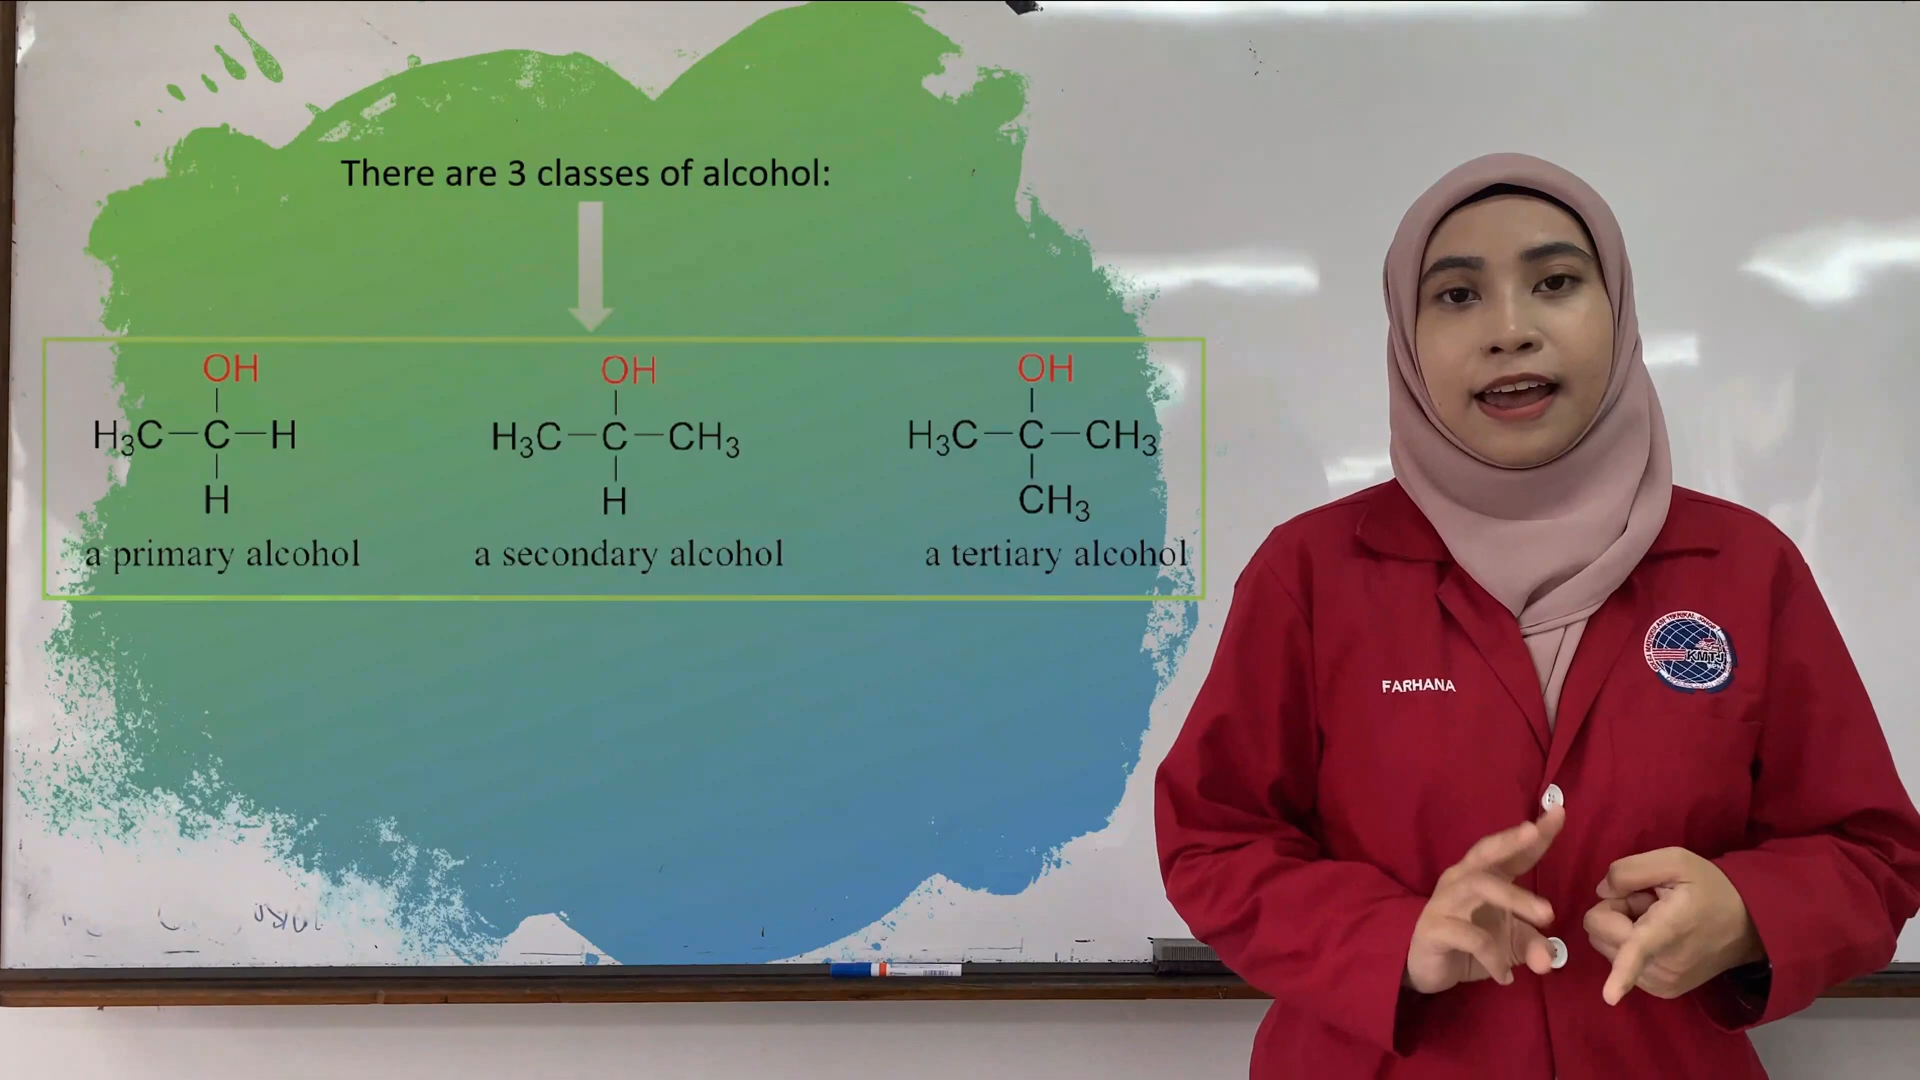 There are 3 classes of alcohol:
OH
H₃C—C—H
H
a primary alcohol
OH
H₃C—C—CH₃
H
a secondary alcohol
OH
H₃C—C—CH₃
CH₃
a tertiary alcohol
FARHANA
KMTJ